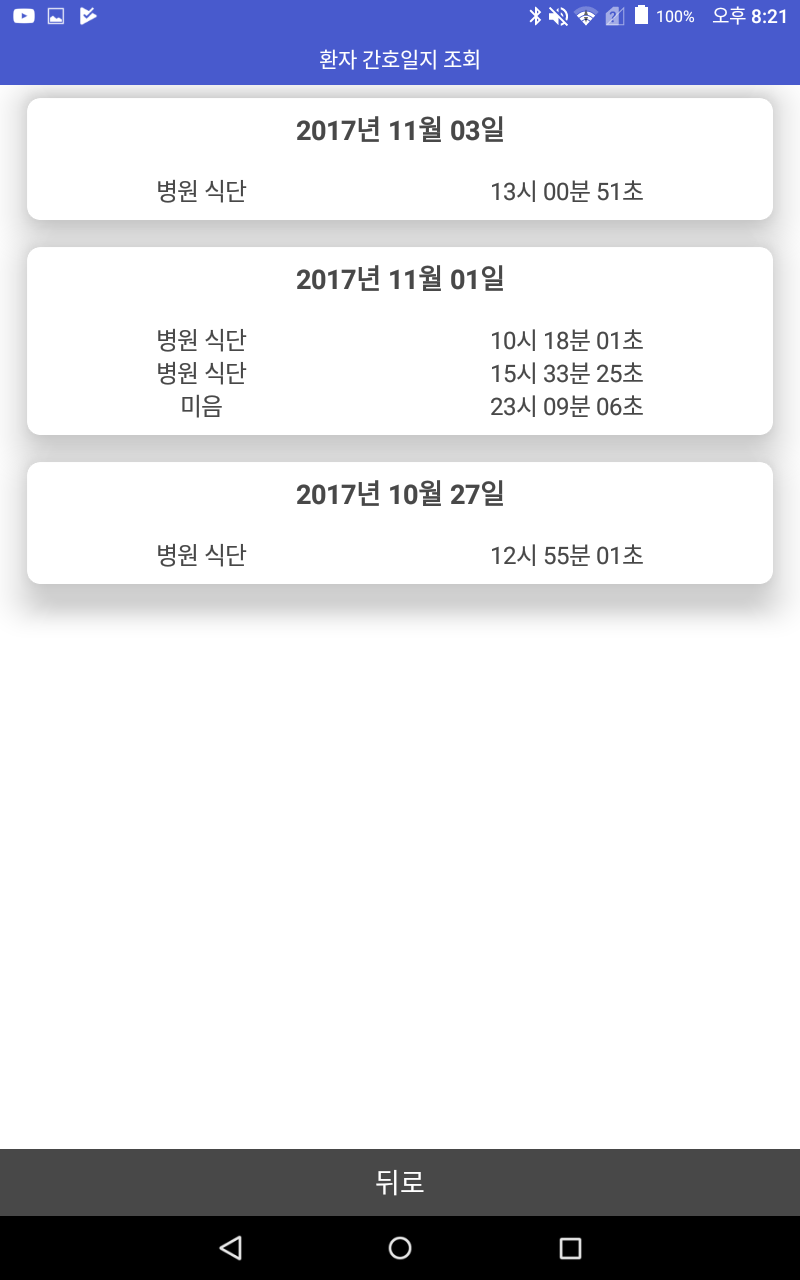 100% 오후 8:21
환자 간호일지 조회
2017년 11월 03일
병원 식단 13시 00분 51초
2017년 11월 01일
병원 식단 10시 18분 01초
병원 식단 15시 33분 25초
미음 23시 09분 06초
2017년 10월 27일
병원 식단 12시 55분 01초
뒤로